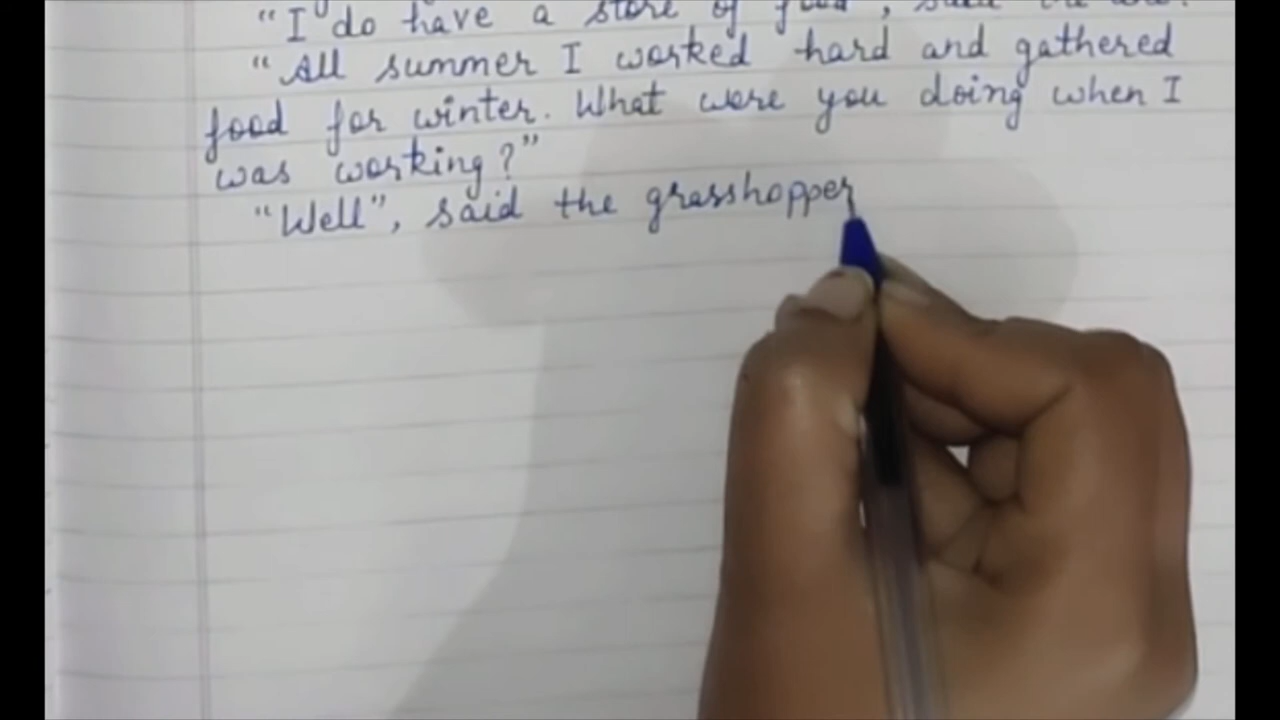 "I do have a store of food", said the ant.
"All summer I worked hard and gathered
food for winter. What were you doing when I
was working?"
"Well", said the grasshopper